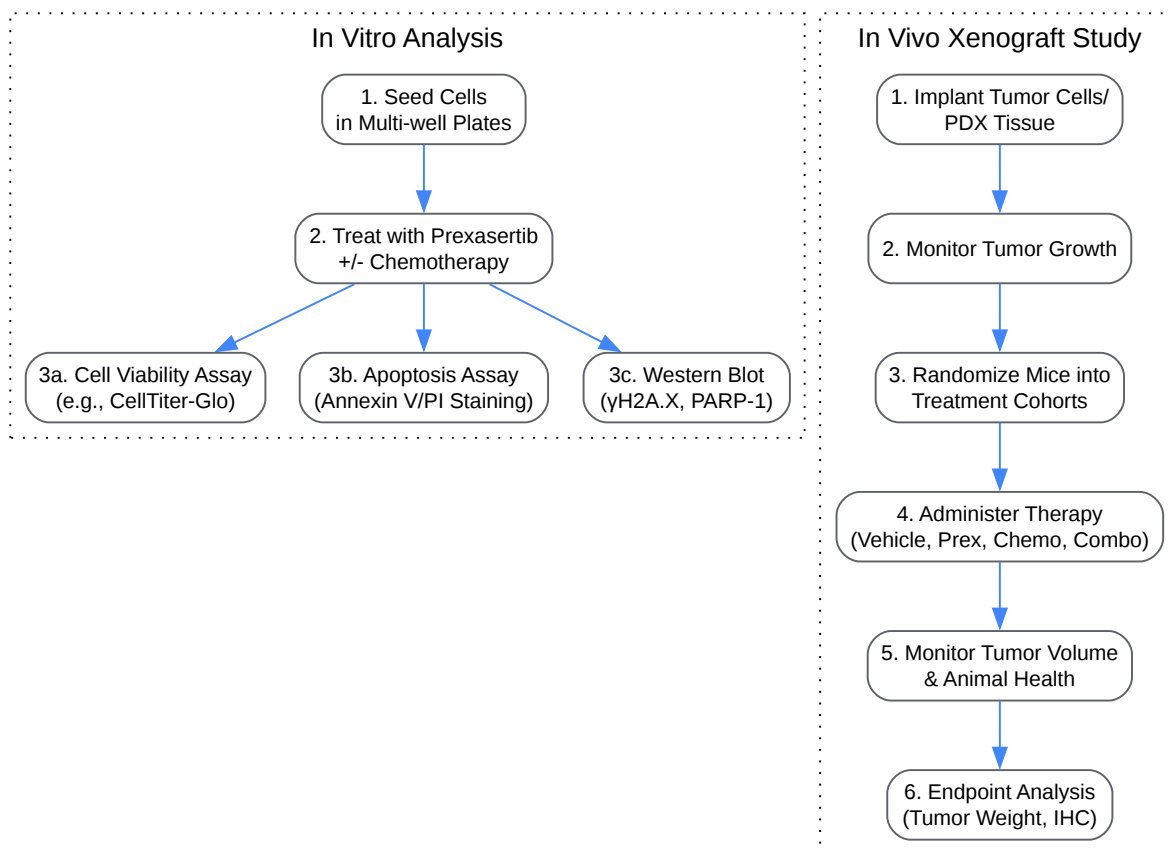 In Vitro Analysis
1. Seed Cells
in Multi-well Plates
2. Treat with Prexasertib
+/- Chemotherapy
3a. Cell Viability Assay
(e.g., CellTiter-Glo)
3b. Apoptosis Assay
(Annexin V/PI Staining)
3c. Western Blot
(γH2A.X, PARP-1)
In Vivo Xenograft Study
1. Implant Tumor Cells/
PDX Tissue
2. Monitor Tumor Growth
3. Randomize Mice into
Treatment Cohorts
4. Administer Therapy
(Vehicle, Prex, Chemo, Combo)
5. Monitor Tumor Volume
& Animal Health
6. Endpoint Analysis
(Tumor Weight, IHC)